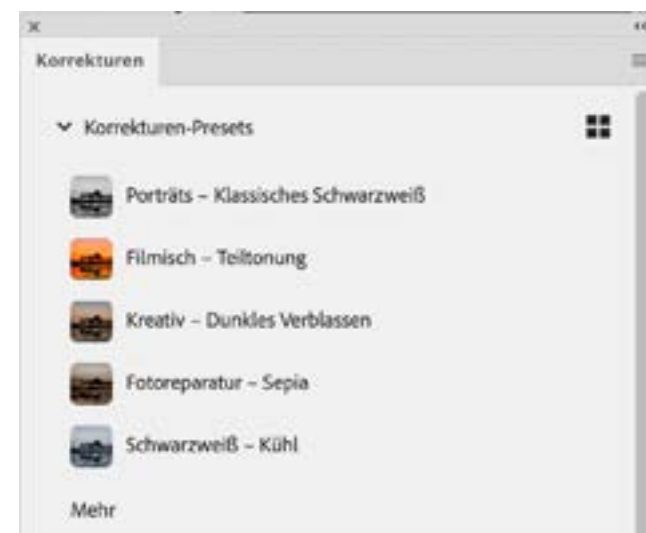 Korrekturen
Korrekturen-Presets
Porträts – Klassisches Schwarzweiß
Filmisch – Teiltonung
Kreativ – Dunkles Verblassen
Fotoreparatur – Sepia
Schwarzweiß – Kühl
Mehr